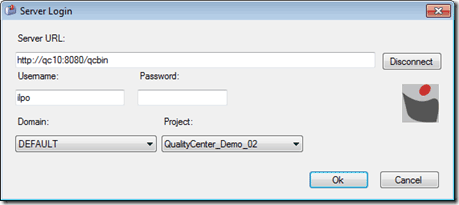 Server Login
Server URL:
http://qc10:8080/qcbin
Disconnect
Username: Password:
ilpo
Domain: Project:
DEFAULT QualityCenter_Demo_02
Ok Cancel